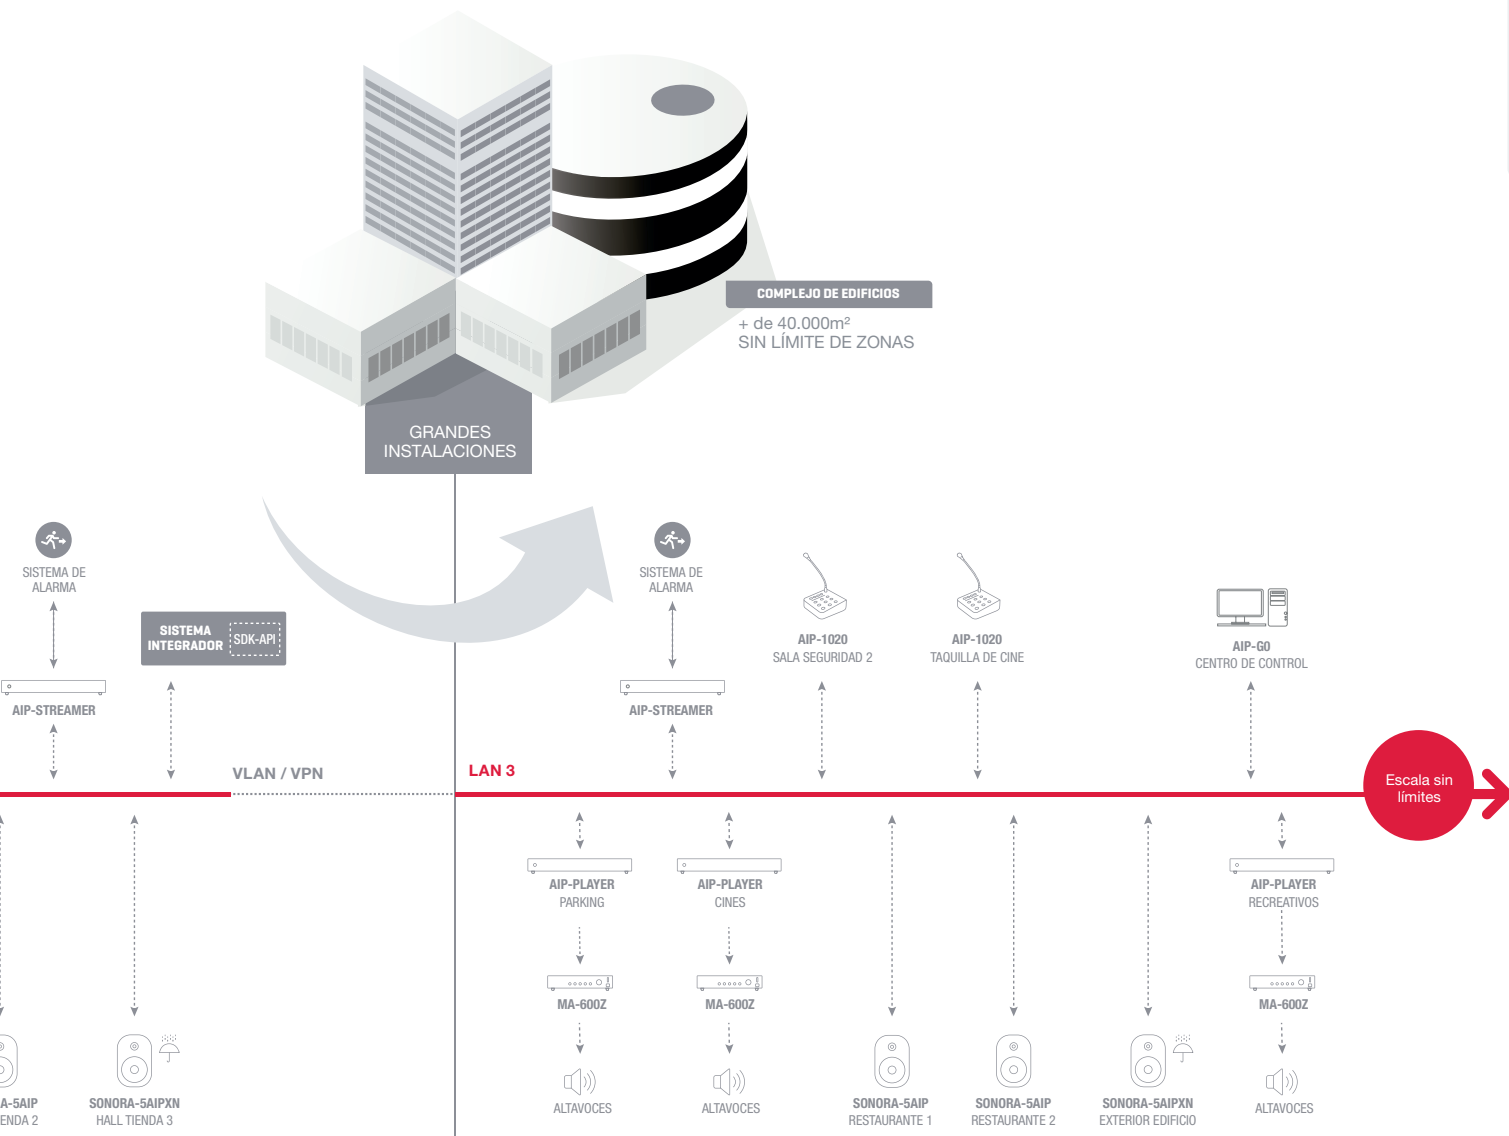 COMPLEJO DE EDIFICIOS
+ de 40.000m²
SIN LÍMITE DE ZONAS
GRANDES
INSTALACIONES
SISTEMA DE
ALARMA
SISTEMA
INTEGRADOR
SDK-API
AIP-STREAMER
SISTEMA DE
ALARMA
AIP-STREAMER
AIP-1020
SALA SEGURIDAD 2
AIP-1020
TAQUILLA DE CINE
AIP-GO
CENTRO DE CONTROL
VLAN / VPN
LAN 3
Escala sin
límites
AIP-PLAYER
PARKING
AIP-PLAYER
CINES
AIP-PLAYER
RECREATIVOS
MA-600Z
MA-600Z
MA-600Z
A-5AIP
ENDA 2
SONORA-5AIPXN
HALL TIENDA 3
ALTAVOCES
ALTAVOCES
SONORA-5AIP
RESTAURANTE 1
SONORA-5AIP
RESTAURANTE 2
SONORA-5AIPXN
EXTERIOR EDIFICIO
ALTAVOCES